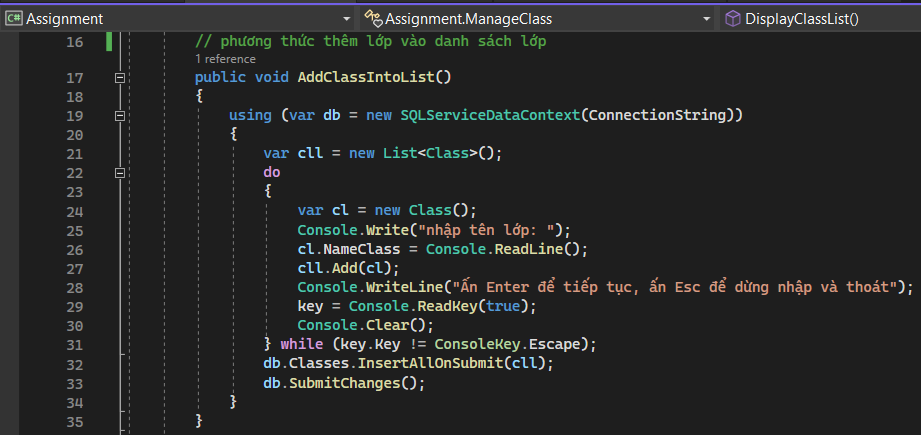 C# Assignment Assignment.ManageClass DisplayClassList()
16 // phương thức thêm lớp vào danh sách lớp
1 reference
17 public void AddClassIntoList()
18 {
19 using (var db = new SQLServiceDataContext(ConnectionString))
20 {
21 var cll = new List<Class>();
22 do
23 {
24 var cl = new Class();
25 Console.Write("nhập tên lớp: ");
26 cl.NameClass = Console.ReadLine();
27 cll.Add(cl);
28 Console.WriteLine("Ấn Enter để tiếp tục, ấn Esc để dừng nhập và thoát");
29 key = Console.ReadKey(true);
30 Console.Clear();
31 } while (key.Key != ConsoleKey.Escape);
32 db.Classes.InsertAllOnSubmit(cll);
33 db.SubmitChanges();
34 }
35 }